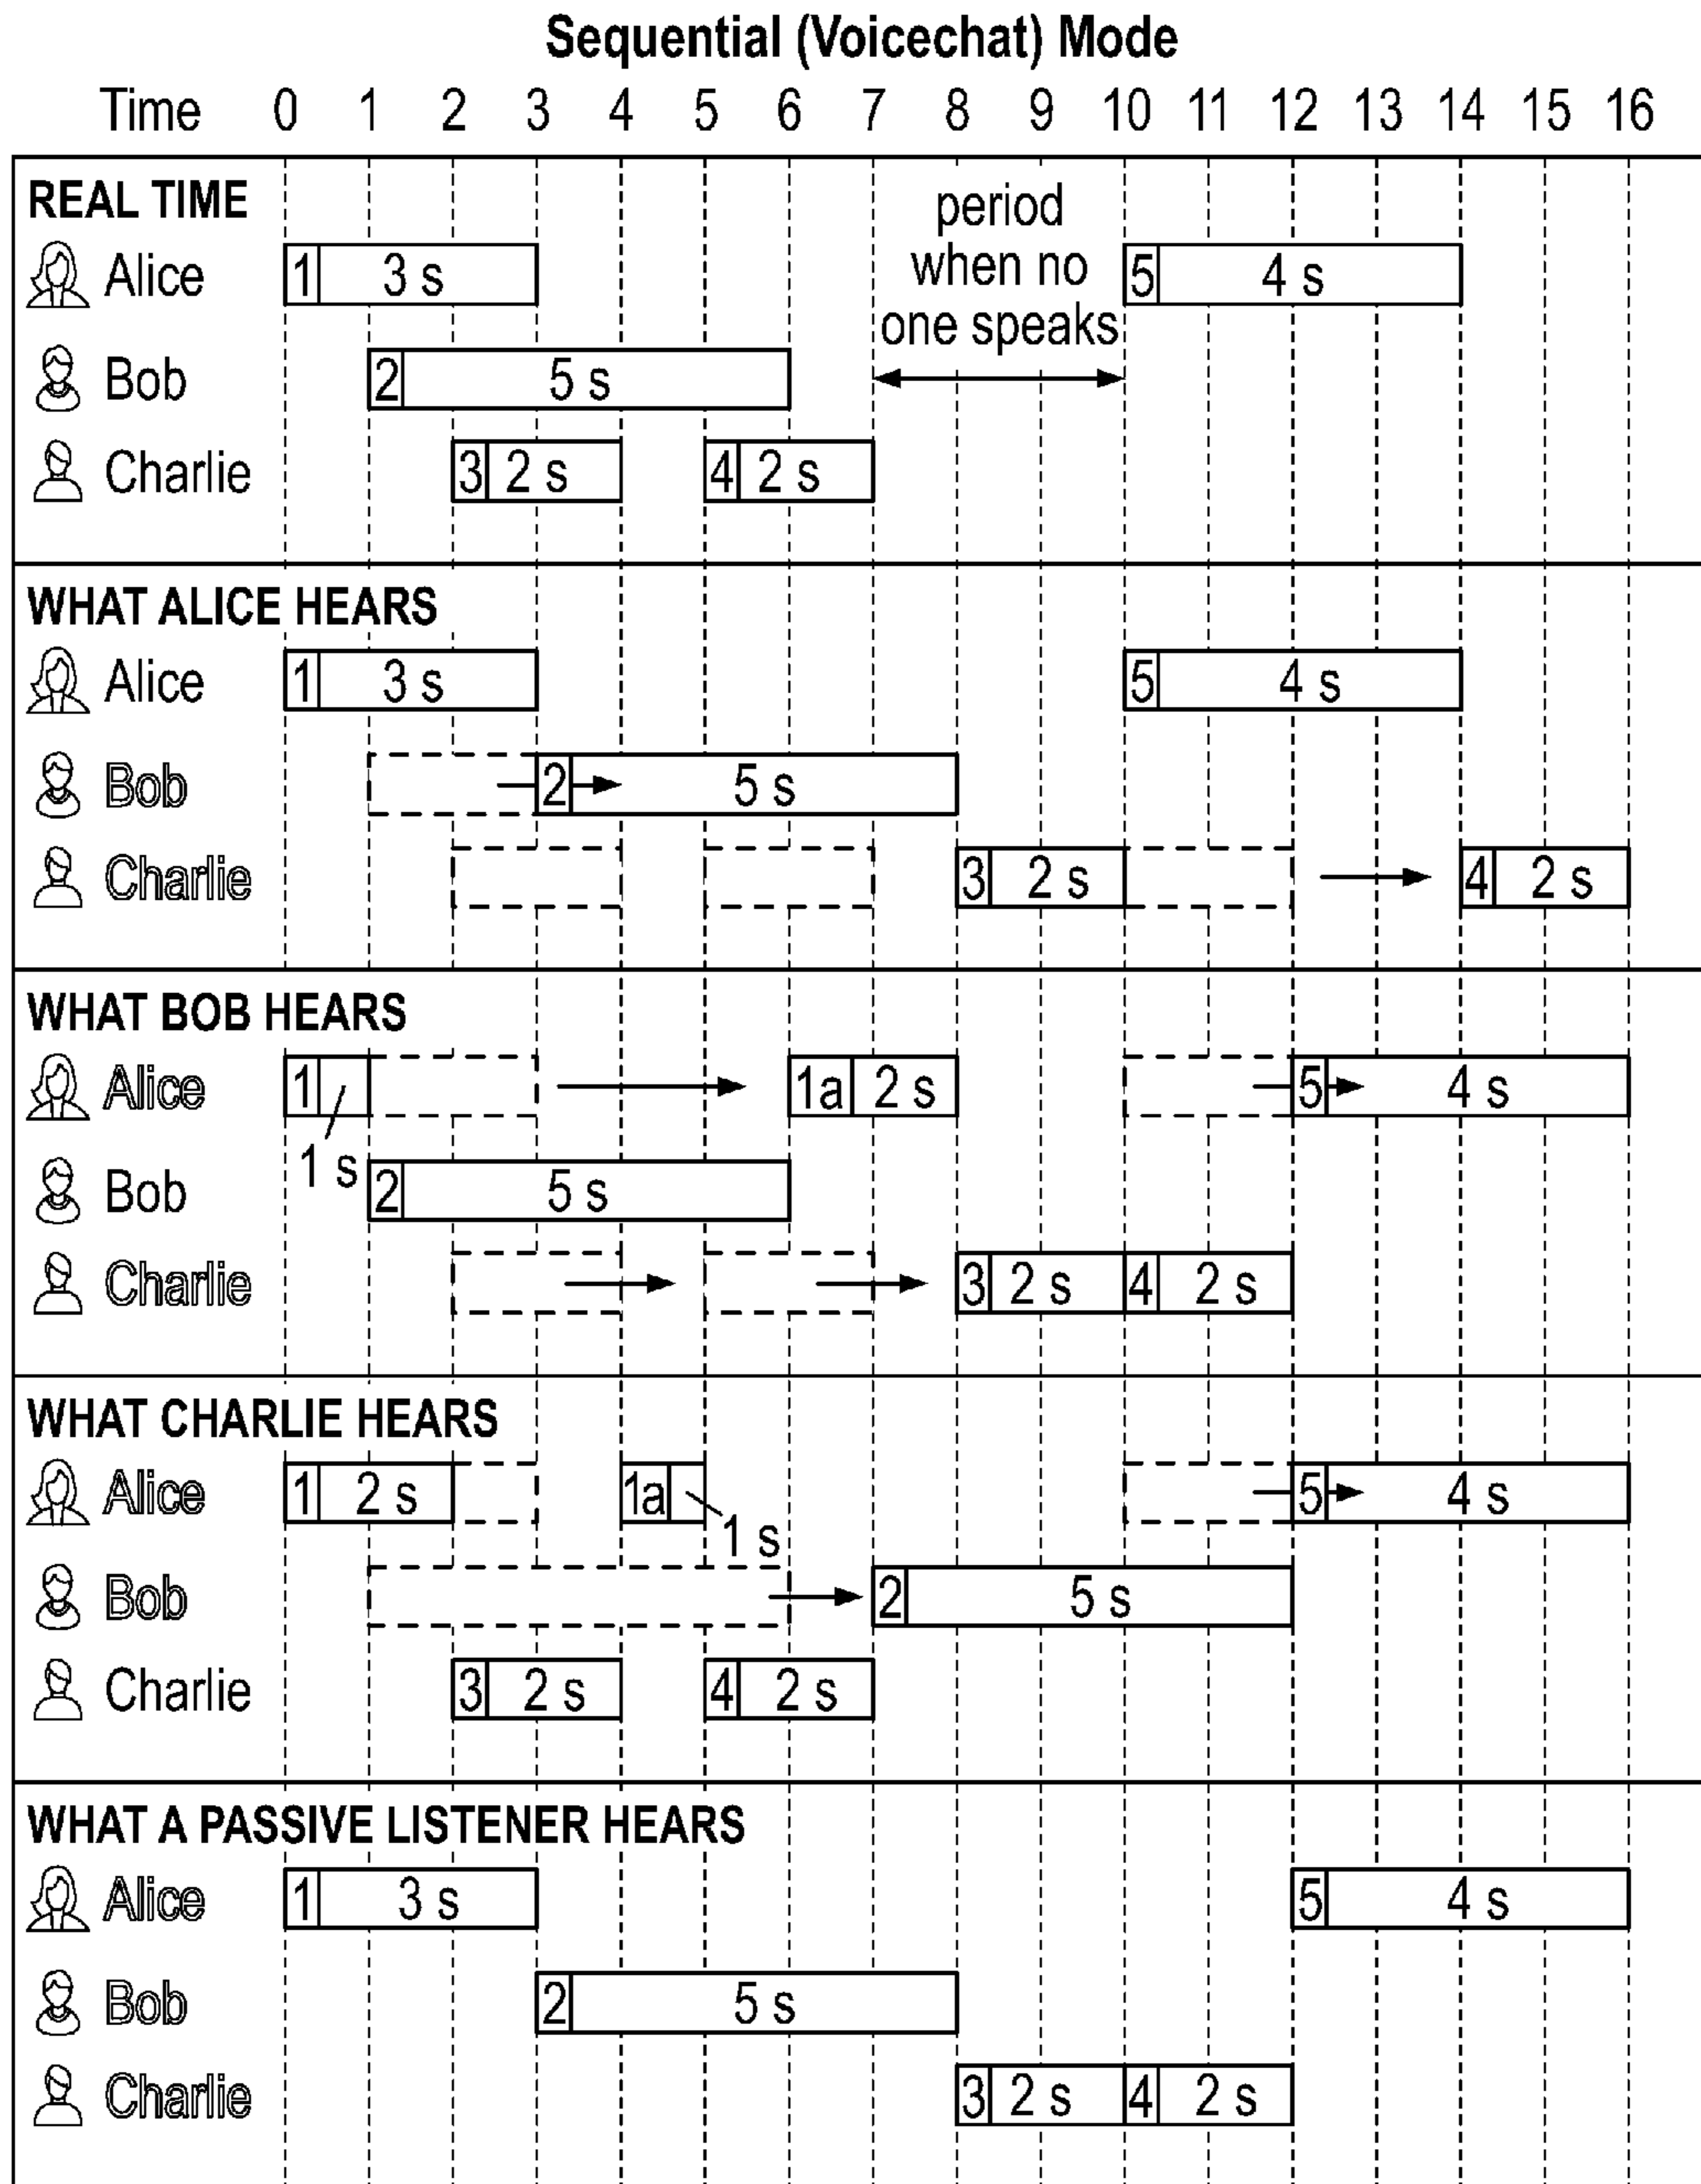 Sequential (Voicechat) Mode
Time 0 1 2 3 4 5 6 7 8 9 10 11 12 13 14 15 16
REAL TIME
period
when no
one speaks
Alice 1 3 s 5 4 s
Bob 2 5 s
Charlie 3 2 s 4 2 s
WHAT ALICE HEARS
Alice 1 3 s 5 4 s
Bob 2 5 s
Charlie 3 2 s 4 2 s
WHAT BOB HEARS
Alice 1 1a 2 s 5 4 s
1 s
Bob 2 5 s
Charlie 3 2 s 4 2 s
WHAT CHARLIE HEARS
Alice 1 2 s 1a 5 4 s
1 s
Bob 2 5 s
Charlie 3 2 s 4 2 s
WHAT A PASSIVE LISTENER HEARS
Alice 1 3 s 5 4 s
Bob 2 5 s
Charlie 3 2 s 4 2 s